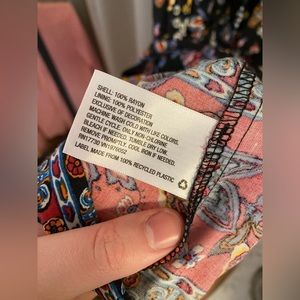 SHELL: 100% RAYON
LINING: 100% POLYESTER
EXCLUSIVE OF DECORATION
MACHINE WASH COLD WITH LIKE COLORS.
GENTLE CYCLE. ONLY NON CHLORINE
BLEACH IF NEEDED. TUMBLE DRY LOW.
REMOVE PROMPTLY. COOL IRON IF NEEDED.
LABEL MADE FROM 100% RECYCLED PLASTIC